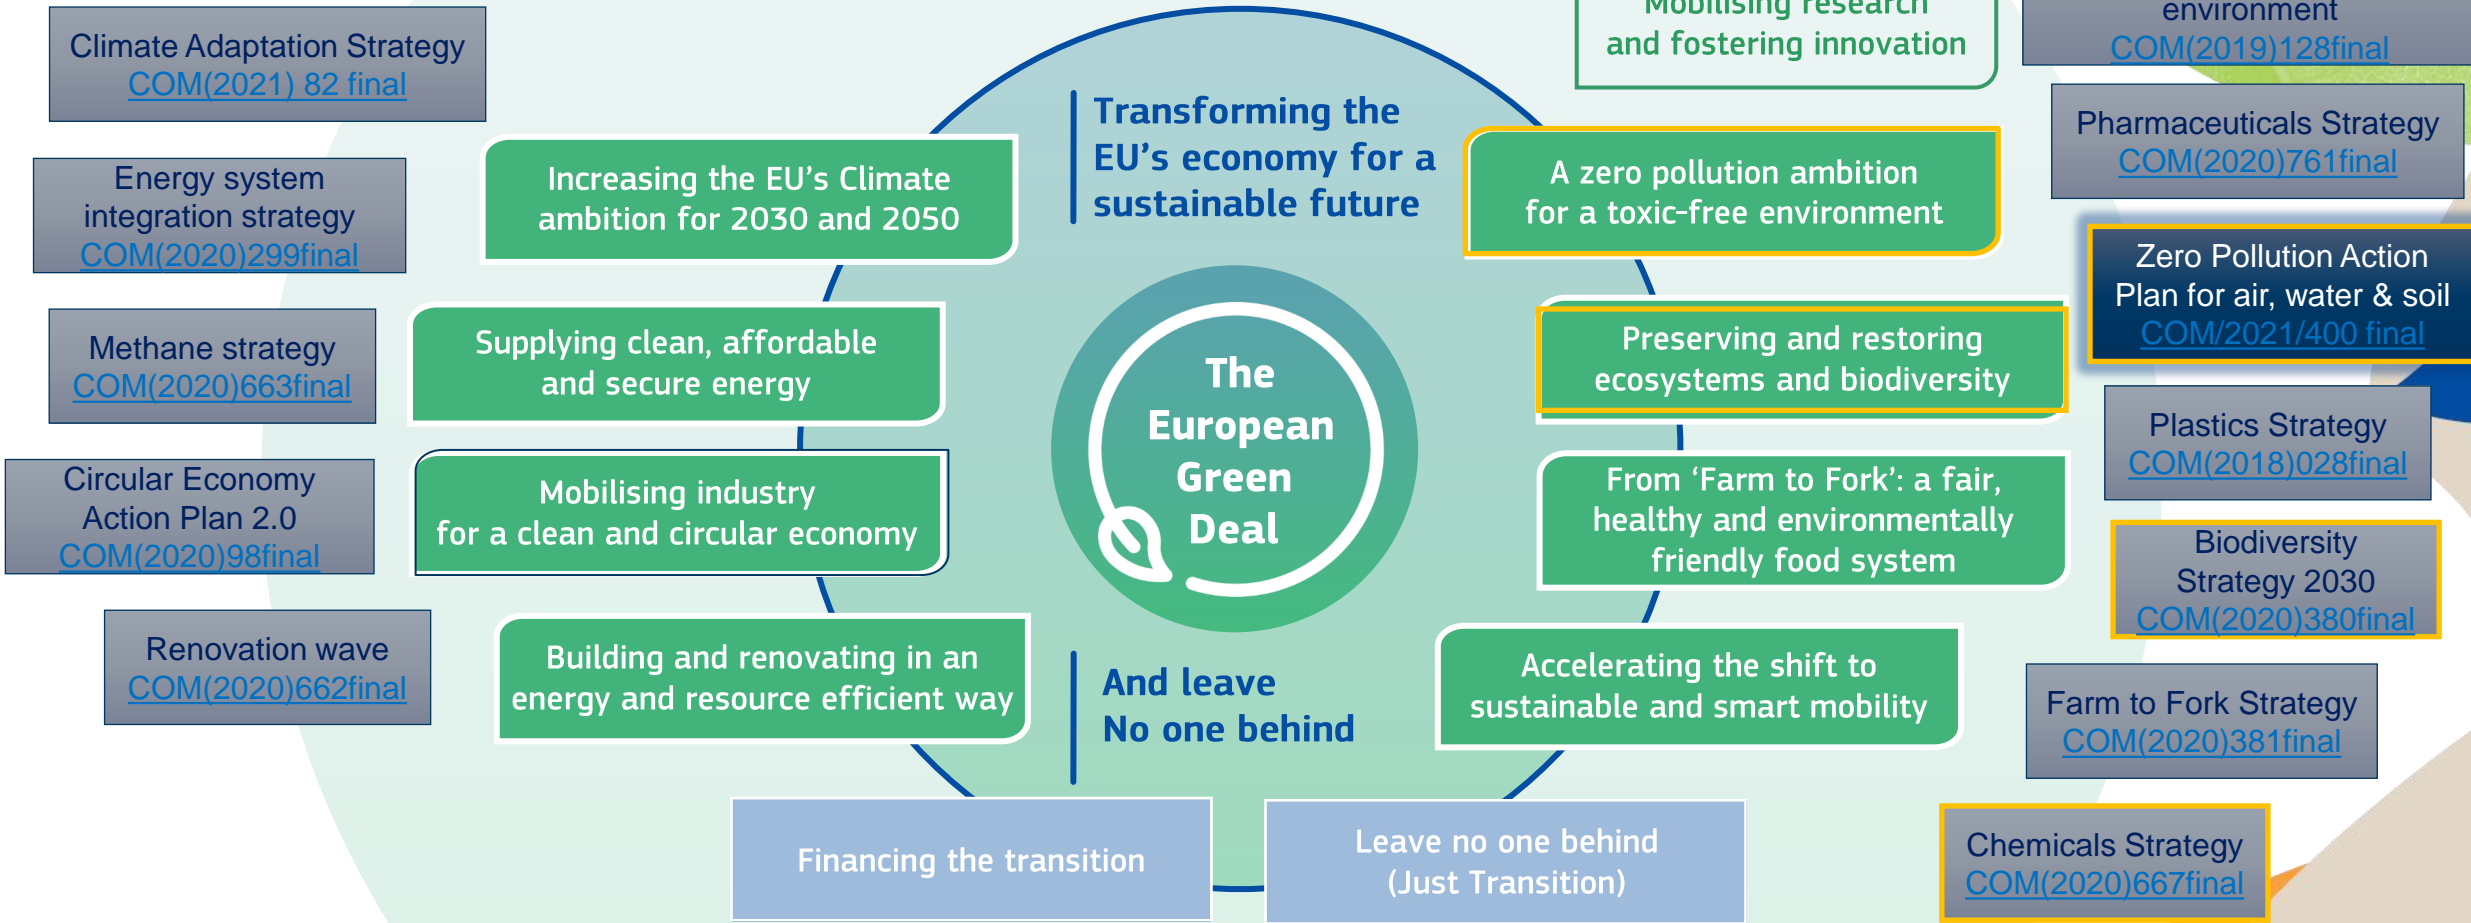 Climate Adaptation Strategy
COM(2021) 82 final
Energy system
integration strategy
COM(2020)299final
Methane strategy
COM(2020)663final
Circular Economy
Action Plan 2.0
COM(2020)98final
Renovation wave
COM(2020)662final
Increasing the EU's Climate
ambition for 2030 and 2050
Supplying clean, affordable
and secure energy
Mobilising industry
for a clean and circular economy
Building and renovating in an
energy and resource efficient way
Transforming the
EU's economy for a
sustainable future
The
European
Green
Deal
And leave
No one behind
Financing the transition
Leave no one behind
(Just Transition)
Mobilising research
and fostering innovation
A zero pollution ambition
for a toxic-free environment
Preserving and restoring
ecosystems and biodiversity
From ‘Farm to Fork’: a fair,
healthy and environmentally
friendly food system
Accelerating the shift to
sustainable and smart mobility
environment
COM(2019)128final
Pharmaceuticals Strategy
COM(2020)761final
Zero Pollution Action
Plan for air, water & soil
COM/2021/400 final
Plastics Strategy
COM(2018)028final
Biodiversity
Strategy 2030
COM(2020)380final
Farm to Fork Strategy
COM(2020)381final
Chemicals Strategy
COM(2020)667final